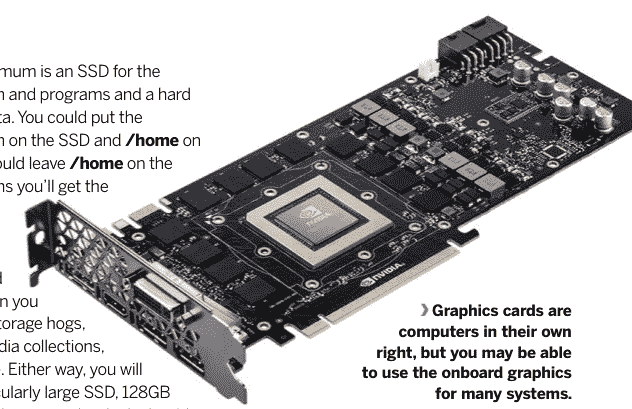 mum is an SSD for the
and programs and a hard
ta. You could put the
on the SSD and /home on
ould leave /home on the
ns you'll get the
n you
torage hogs,
dia collections,
. Either way, you will
cularly large SSD, 128GB
NVIDIA
NVIDIA
❯ Graphics cards are
computers in their own
right, but you may be able
to use the onboard graphics
for many systems.